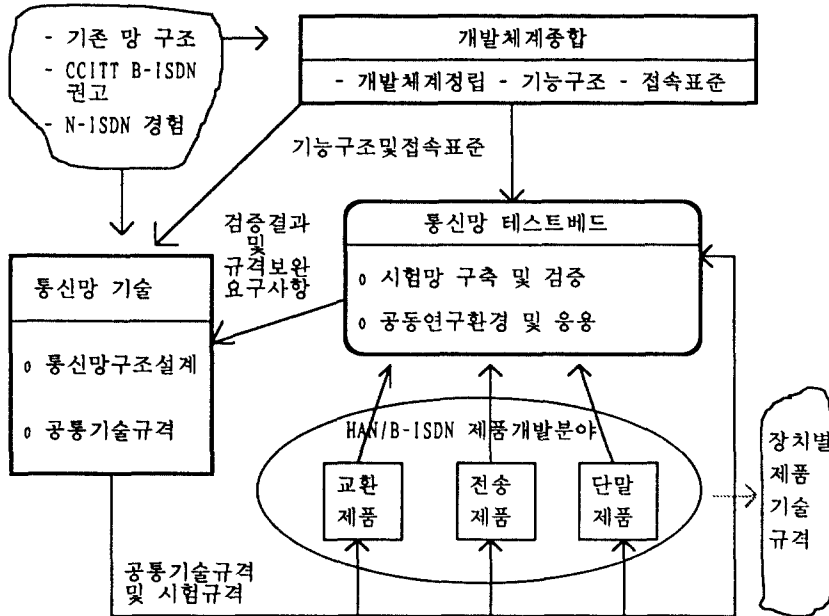 - 기존 망 구조
- CCITT B-ISDN
권고
- N-ISDN 경험
개발체계종합
- 개발체계정립 - 기능구조 - 접속표준
기능구조및접속표준
검증결과
및
규격보완
요구사항
통신망 테스트베드
o 시험망 구축 및 검증
o 공동연구환경 및 응용
통신망 기술
o 통신망구조설계
o 공통기술규격
HAN/B-ISDN 제품개발분야
교환
제품
전송
제품
단말
제품
장치별
제품
기술
규격
공통기술규격
및 시험규격